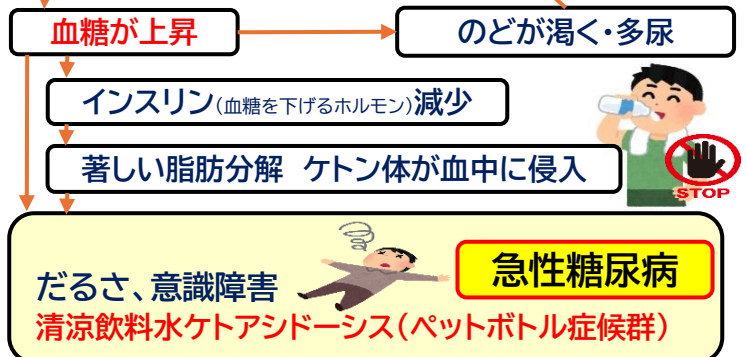 血糖が上昇
のどが渇く・多尿
インスリン(血糖を下げるホルモン)減少
著しい脂肪分解 ケトン体が血中に侵入
STOP
急性糖尿病
だるさ、意識障害
清涼飲料水ケトアシドーシス(ペットボトル症候群)